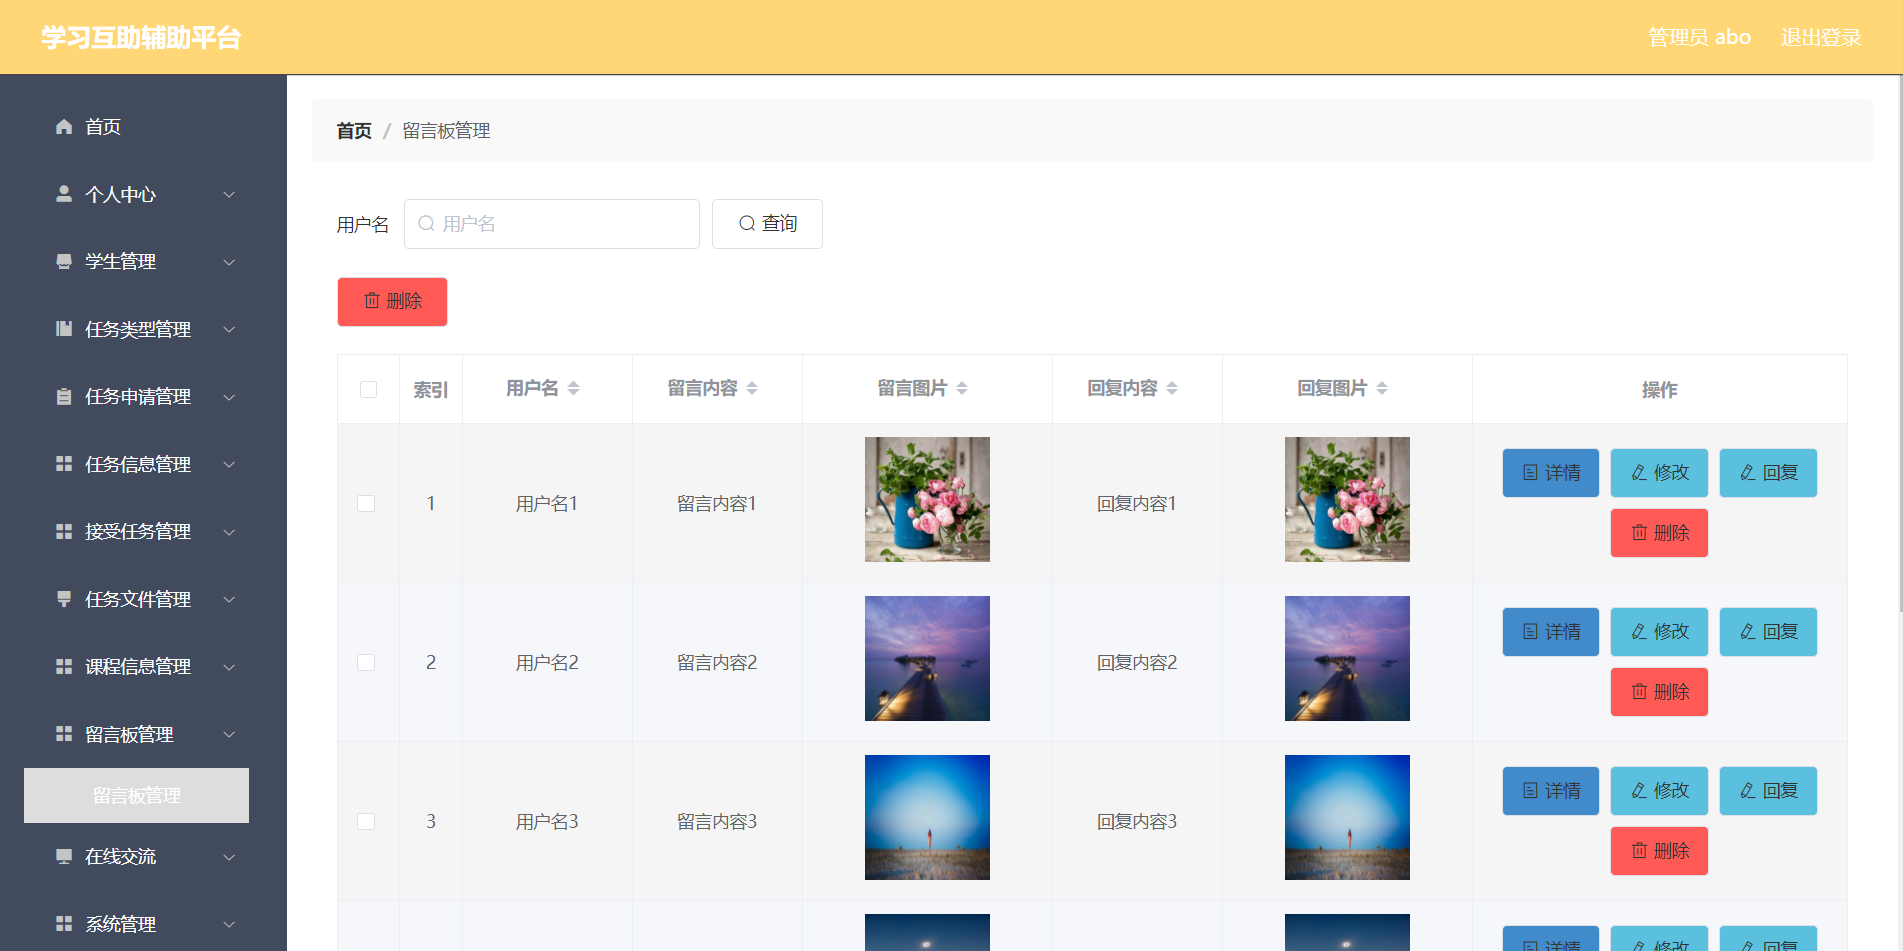 学习互助辅助平台
管理员 abo 退出登录
首页
个人中心
学生管理
任务类型管理
任务申请管理
任务信息管理
接受任务管理
任务文件管理
课程信息管理
留言板管理
留言板管理
在线交流
系统管理
首页 / 留言板管理
用户名 用户名 查询
删除
索引 用户名 留言内容 留言图片 回复内容 回复图片 操作
1 用户名1 留言内容1 回复内容1 详情 修改 回复
删除
2 用户名2 留言内容2 回复内容2 详情 修改 回复
删除
3 用户名3 留言内容3 回复内容3 详情 修改 回复
删除
详情 修改 回复